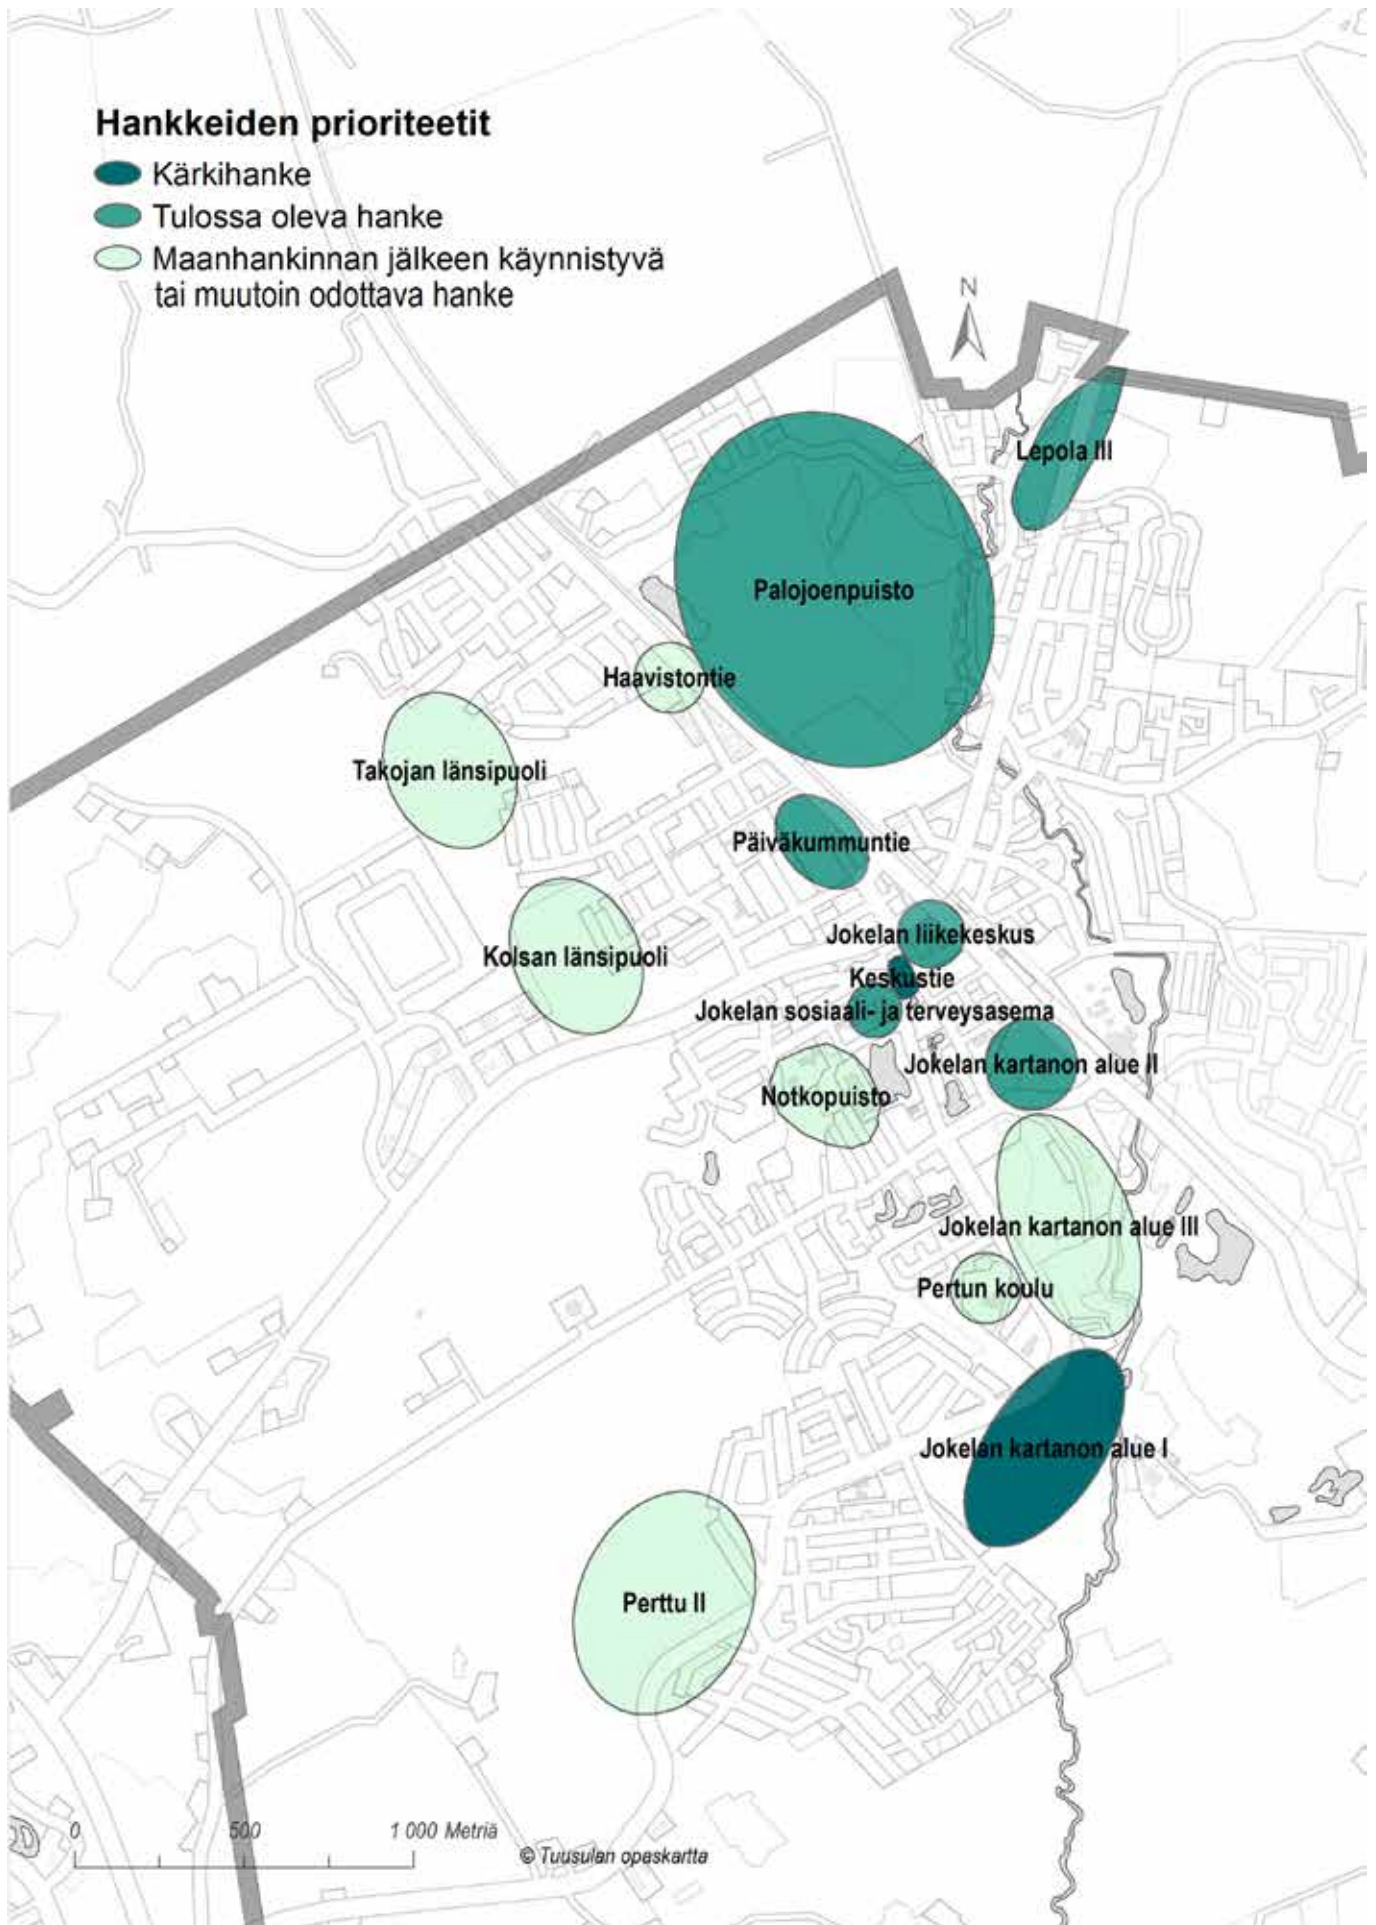 Hankkeiden prioriteetit
Kärkihanke
Tulossa oleva hanke
Maanhankinnan jälkeen käynnistyvä
tai muutoin odottava hanke
N
Lepola III
Palojoenpuisto
Haavistontie
Takojan länsipuoli
Päiväkummuntie
Jokelan liikekeskus
Kolsan länsipuoli
Keskustie
Jokelan sosiaali- ja terveysasema
Jokelan kartanon alue II
Notkopuisto
Jokelan kartanon alue III
Pertun koulu
Jokelan kartanon alue I
Perttu II
0 500 1 000 Metriä
© Tuusulan opaskartta